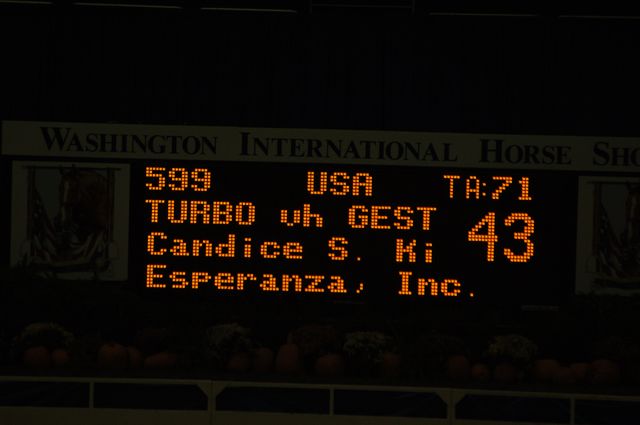 WASHINGTON INTERNATIONAL HORSE SHO
599 USA TA:71
TURBO vh GEST 43
Candice S. Ki
Esperanza, Inc.